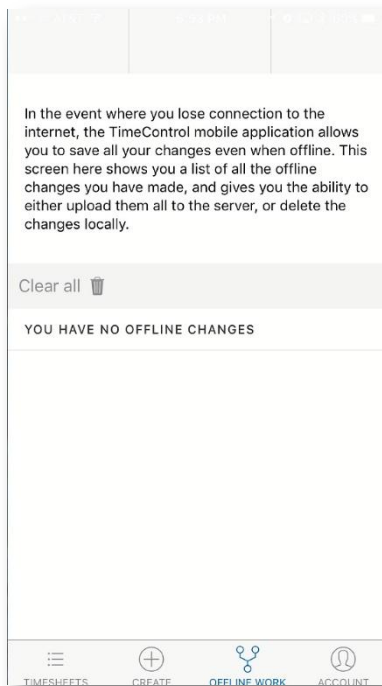 In the event where you lose connection to the
internet, the TimeControl mobile application allows
you to save all your changes even when offline. This
screen here shows you a list of all the offline
changes you have made, and gives you the ability to
either upload them all to the server, or delete the
changes locally.
Clear all
YOU HAVE NO OFFLINE CHANGES
TIMESHEETS CREATE OFFLINE WORK ACCOUNT